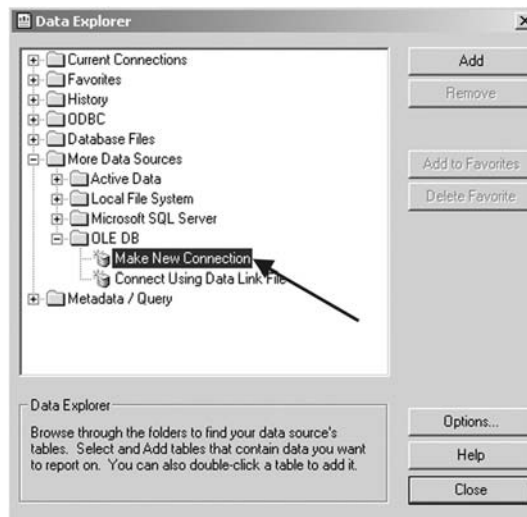 Data Explorer
Current Connections
Favorites
History
ODBC
Database Files
More Data Sources
Active Data
Local File System
Microsoft SQL Server
OLE DB
Make New Connection
Connect Using Data Link File
Metadata / Query
Add
Remove
Add to Favorites
Delete Favorite
Data Explorer
Browse through the folders to find your data source's
tables. Select and Add tables that contain data you want
to report on. You can also double-click a table to add it.
Options...
Help
Close